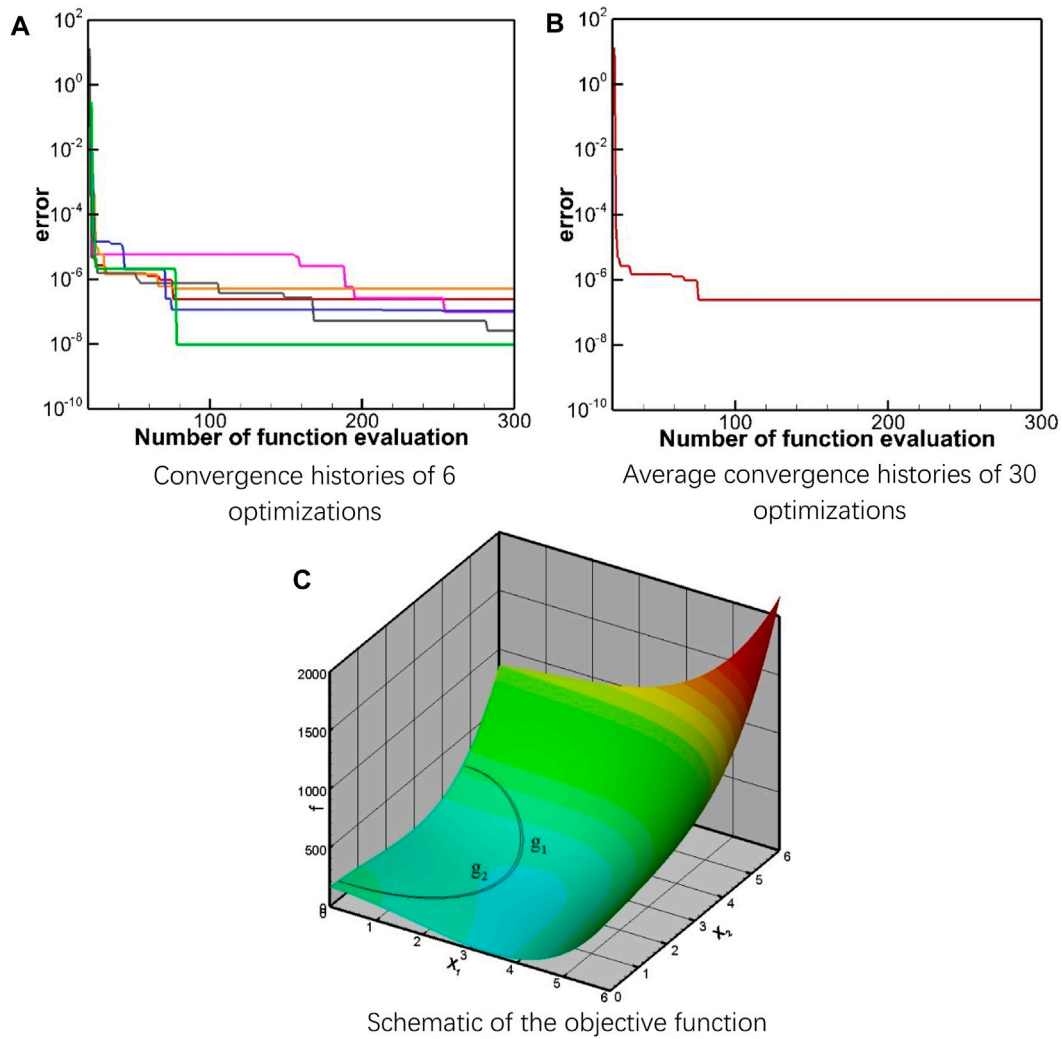 A
10^2
10^0
10^-2
10^-4
10^-6
10^-8
10^-10
error
100
200
300
Number of function evaluation
Convergence histories of 6
optimizations
B
10^2
10^0
10^-2
10^-4
10^-6
10^-8
10^-10
error
100
200
300
Number of function evaluation
Average convergence histories of 30
optimizations
C
2000
1500
1000
500
0
f
g1
g2
0
1
2
3
4
5
6
X1
0
1
2
3
4
5
6
X2
Schematic of the objective function